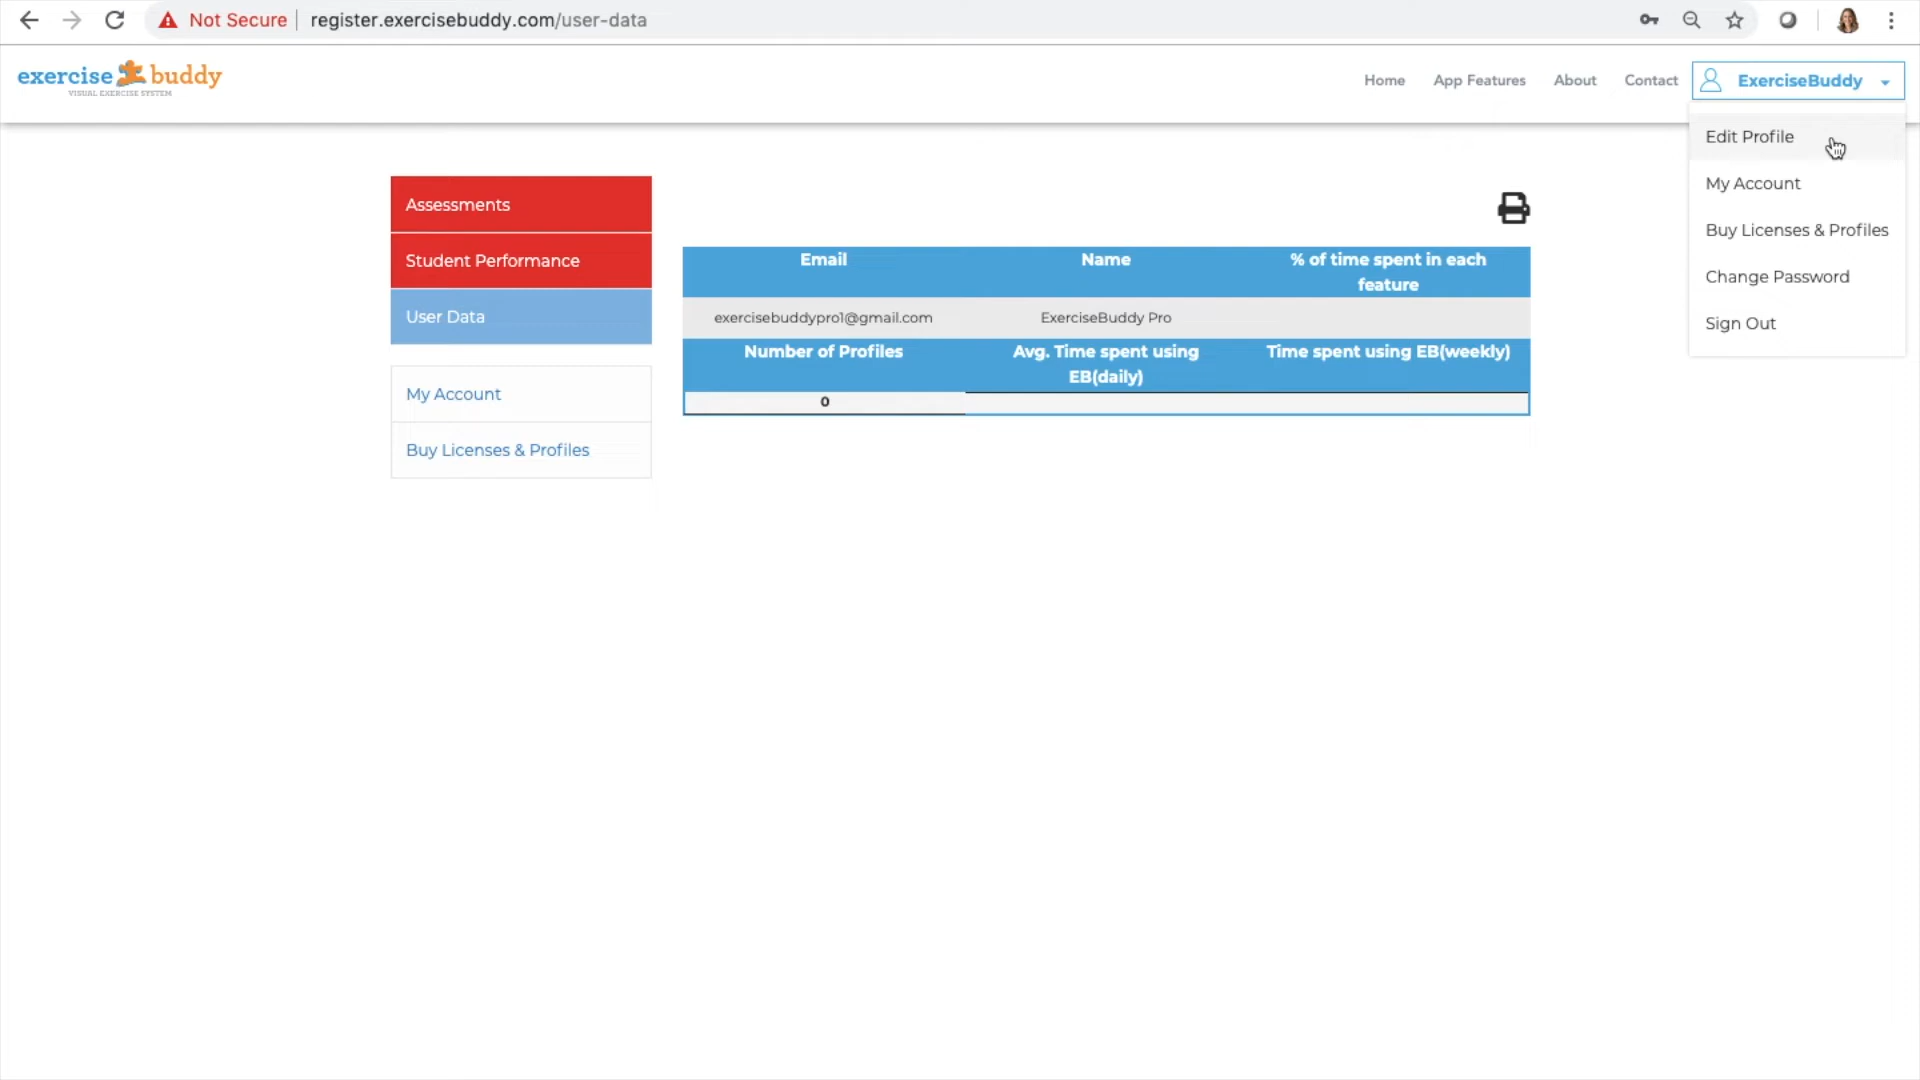 Not Secure | register.exercisebuddy.com/user-data
exercise buddy
VISUAL EXERCISE SYSTEM
Home App Features About Contact ExerciseBuddy
Edit Profile
My Account
Buy Licenses & Profiles
Change Password
Sign Out
Assessments
Student Performance
User Data
My Account
Buy Licenses & Profiles
Email Name % of time spent in each
feature
exercisebuddypro1@gmail.com ExerciseBuddy Pro
Number of Profiles Avg. Time spent using Time spent using EB(weekly)
EB(daily)
0